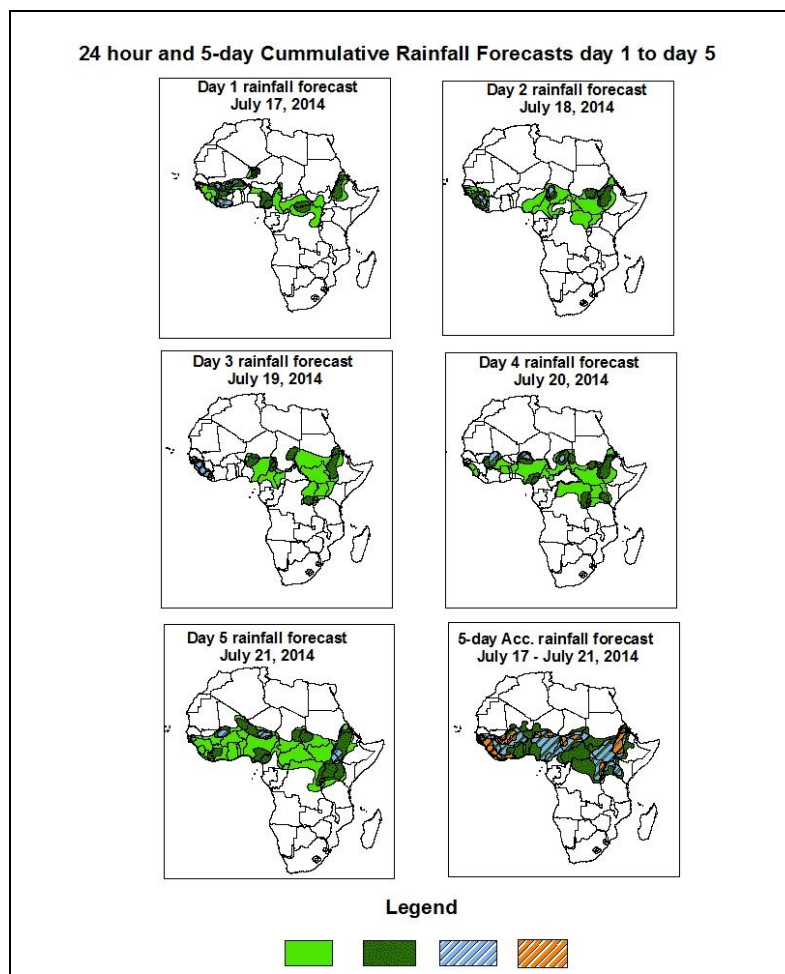 24 hour and 5-day Cummulative Rainfall Forecasts day 1 to day 5
Day 1 rainfall forecast
July 17, 2014
Day 2 rainfall forecast
July 18, 2014
Day 3 rainfall forecast
July 19, 2014
Day 4 rainfall forecast
July 20, 2014
Day 5 rainfall forecast
July 21, 2014
5-day Acc. rainfall forecast
July 17 - July 21, 2014
Legend